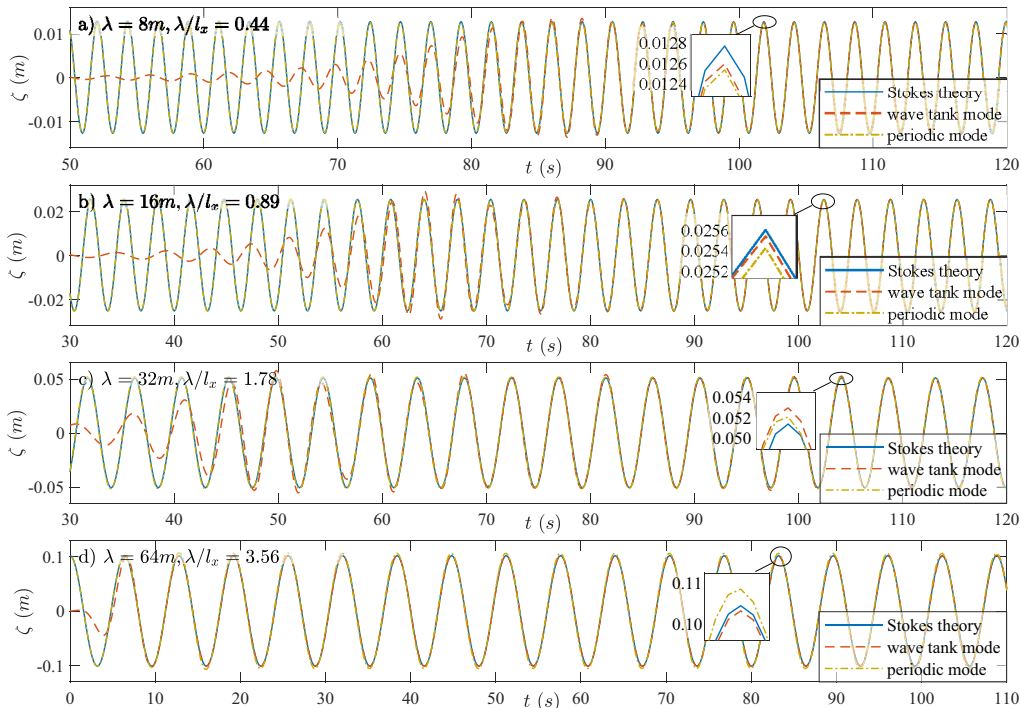 a) λ = 8m, λ/lₓ = 0.44
0.01
0
-0.01
ζ (m)
0.0128
0.0126
0.0124
Stokes theory
wave tank mode
periodic mode
50 60 70 80 90 100 110 120
t (s)
b) λ = 16m, λ/lₓ = 0.89
0.02
0
-0.02
ζ (m)
0.0256
0.0254
0.0252
Stokes theory
wave tank mode
periodic mode
30 40 50 60 70 80 90 100 110 120
t (s)
c) λ = 32m, λ/lₓ = 1.78
0.05
0
-0.05
ζ (m)
0.054
0.052
0.050
Stokes theory
wave tank mode
periodic mode
30 40 50 60 70 80 90 100 110 120
t (s)
d) λ = 64m, λ/lₓ = 3.56
0.1
0
-0.1
ζ (m)
0.11
0.10
Stokes theory
wave tank mode
periodic mode
0 10 20 30 40 50 60 70 80 90 100 110
t (s)